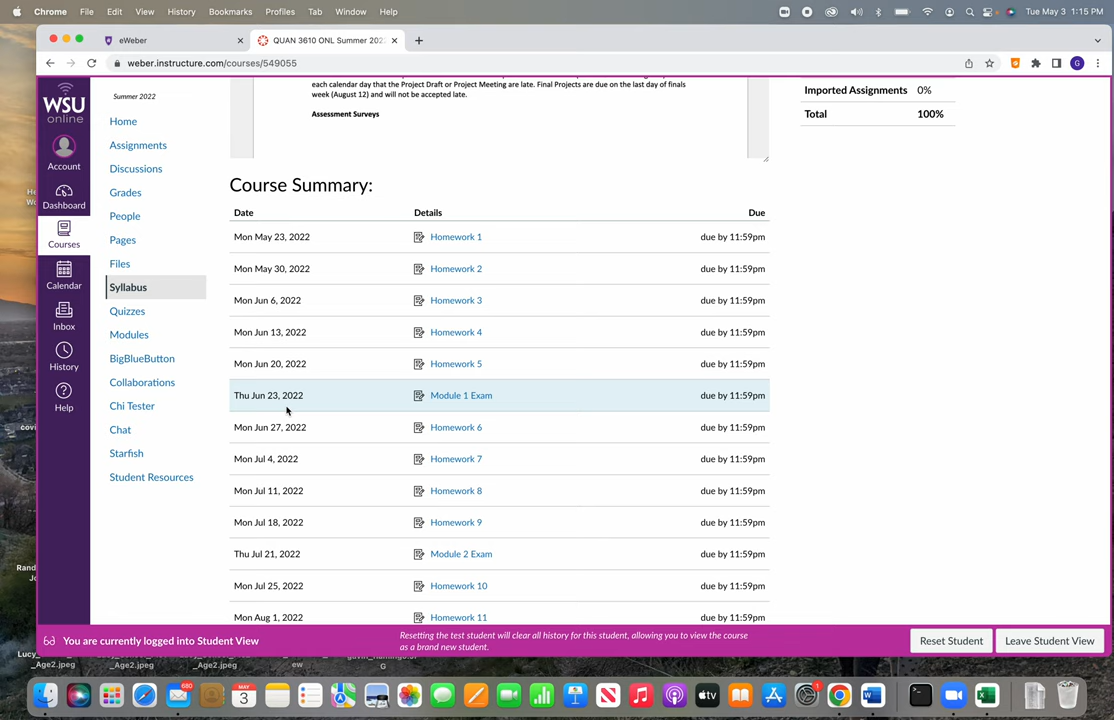 Chrome File Edit View History Bookmarks Profiles Tab Window Help Tue May 3 1:15 PM
eWeber
QUAN 3610 ONL Summer 202
weber.instructure.com/courses/549055
G
WSU
online
Account
Dashboard
Courses
Calendar
Inbox
History
Help
Summer 2022
Home
Assignments
Discussions
Grades
People
Pages
Files
Syllabus
Quizzes
Modules
BigBlueButton
Collaborations
Chi Tester
Chat
Starfish
Student Resources
each calendar day that the Project Draft or Project Meeting are late. Final Projects are due on the last day of finals
week (August 12) and will not be accepted late.
Assessment Surveys
Imported Assignments 0%
Total 100%
Course Summary:
Date Details Due
Mon May 23, 2022 Homework 1 due by 11:59pm
Mon May 30, 2022 Homework 2 due by 11:59pm
Mon Jun 6, 2022 Homework 3 due by 11:59pm
Mon Jun 13, 2022 Homework 4 due by 11:59pm
Mon Jun 20, 2022 Homework 5 due by 11:59pm
Thu Jun 23, 2022 Module 1 Exam due by 11:59pm
Mon Jun 27, 2022 Homework 6 due by 11:59pm
Mon Jul 4, 2022 Homework 7 due by 11:59pm
Mon Jul 11, 2022 Homework 8 due by 11:59pm
Mon Jul 18, 2022 Homework 9 due by 11:59pm
Thu Jul 21, 2022 Module 2 Exam due by 11:59pm
Mon Jul 25, 2022 Homework 10 due by 11:59pm
Mon Aug 1, 2022 Homework 11 due by 11:59pm
You are currently logged into Student View
Resetting the test student will clear all history for this student, allowing you to view the course
as a brand new student.
Reset Student
Leave Student View
_Age2.jpeg _Age2.jpeg _Age2.jpeg ew G
680
MAY
3
tv
1
W
X